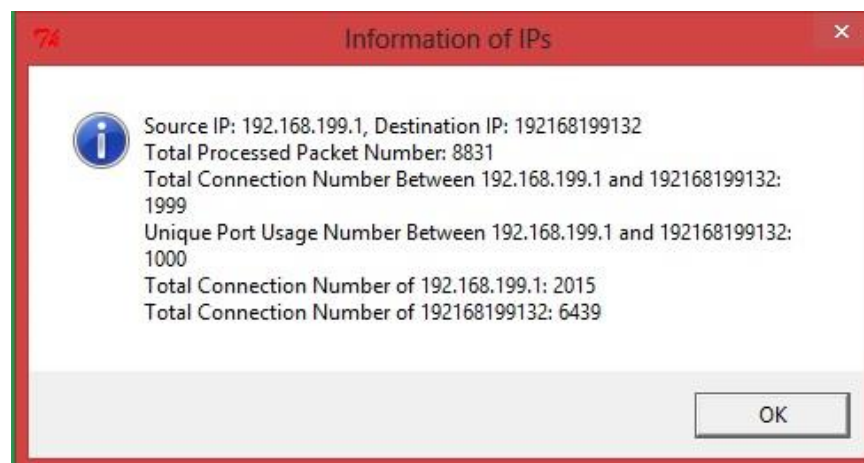 Information of IPs
Source IP: 192.168.199.1, Destination IP: 192168199132
Total Processed Packet Number: 8831
Total Connection Number Between 192.168.199.1 and 192168199132:
1999
Unique Port Usage Number Between 192.168.199.1 and 192168199132:
1000
Total Connection Number of 192.168.199.1: 2015
Total Connection Number of 192168199132: 6439
OK